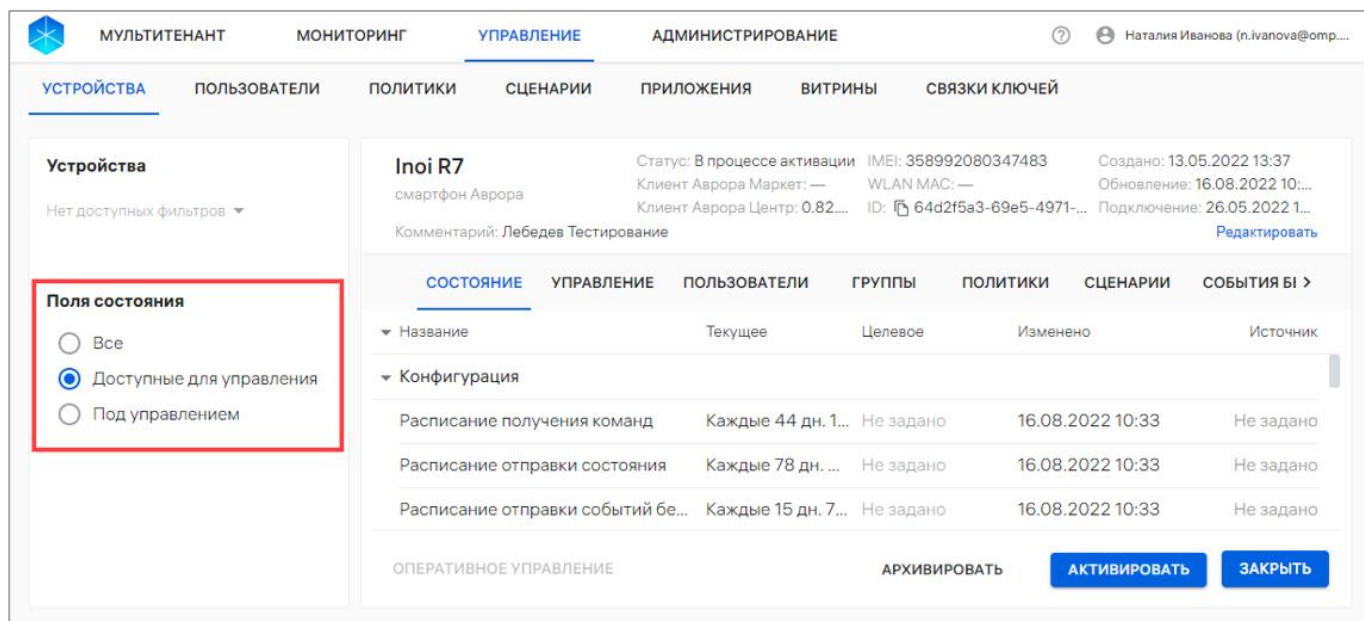 МУЛЬТИТЕНАНТ МОНИТОРИНГ УПРАВЛЕНИЕ АДМИНИСТРИРОВАНИЕ ? Наталия Иванова (n.ivanova@omp....
УСТРОЙСТВА ПОЛЬЗОВАТЕЛИ ПОЛИТИКИ СЦЕНАРИИ ПРИЛОЖЕНИЯ ВИТРИНЫ СВЯЗКИ КЛЮЧЕЙ
Устройства
Нет доступных фильтров
Поля состояния
Все
Доступные для управления
Под управлением
Inoi R7
смартфон Аврора
Статус: В процессе активации IMEI: 358992080347483 Создано: 13.05.2022 13:37
Клиент Аврора Маркет: — WLAN MAC: — Обновление: 16.08.2022 10:...
Клиент Аврора Центр: 0.82.... ID: 64d2f5a3-69e5-4971-... Подключение: 26.05.2022 1...
Комментарий: Лебедев Тестирование Редактировать
СОСТОЯНИЕ УПРАВЛЕНИЕ ПОЛЬЗОВАТЕЛИ ГРУППЫ ПОЛИТИКИ СЦЕНАРИИ СОБЫТИЯ БЕ
Название Текущее Целевое Изменено Источник
Конфигурация
Расписание получения команд Каждые 44 дн. 1... Не задано 16.08.2022 10:33 Не задано
Расписание отправки состояния Каждые 78 дн. ... Не задано 16.08.2022 10:33 Не задано
Расписание отправки событий бе... Каждые 15 дн. 7... Не задано 16.08.2022 10:33 Не задано
ОПЕРАТИВНОЕ УПРАВЛЕНИЕ АРХИВИРОВАТЬ АКТИВИРОВАТЬ ЗАКРЫТЬ